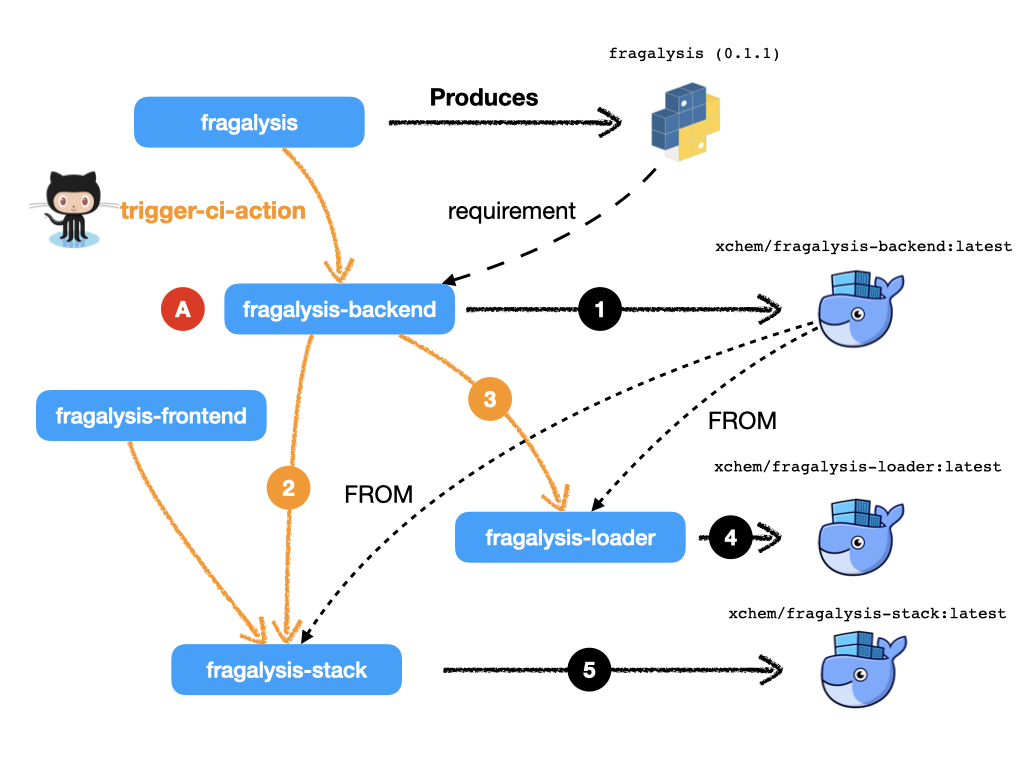 fragalysis (0.1.1)
Produces
fragalysis
trigger-ci-action
requirement
xchem/fragalysis-backend:latest
A
fragalysis-backend
1
3
fragalysis-frontend
FROM
xchem/fragalysis-loader:latest
2
FROM
fragalysis-loader
4
xchem/fragalysis-stack:latest
fragalysis-stack
5